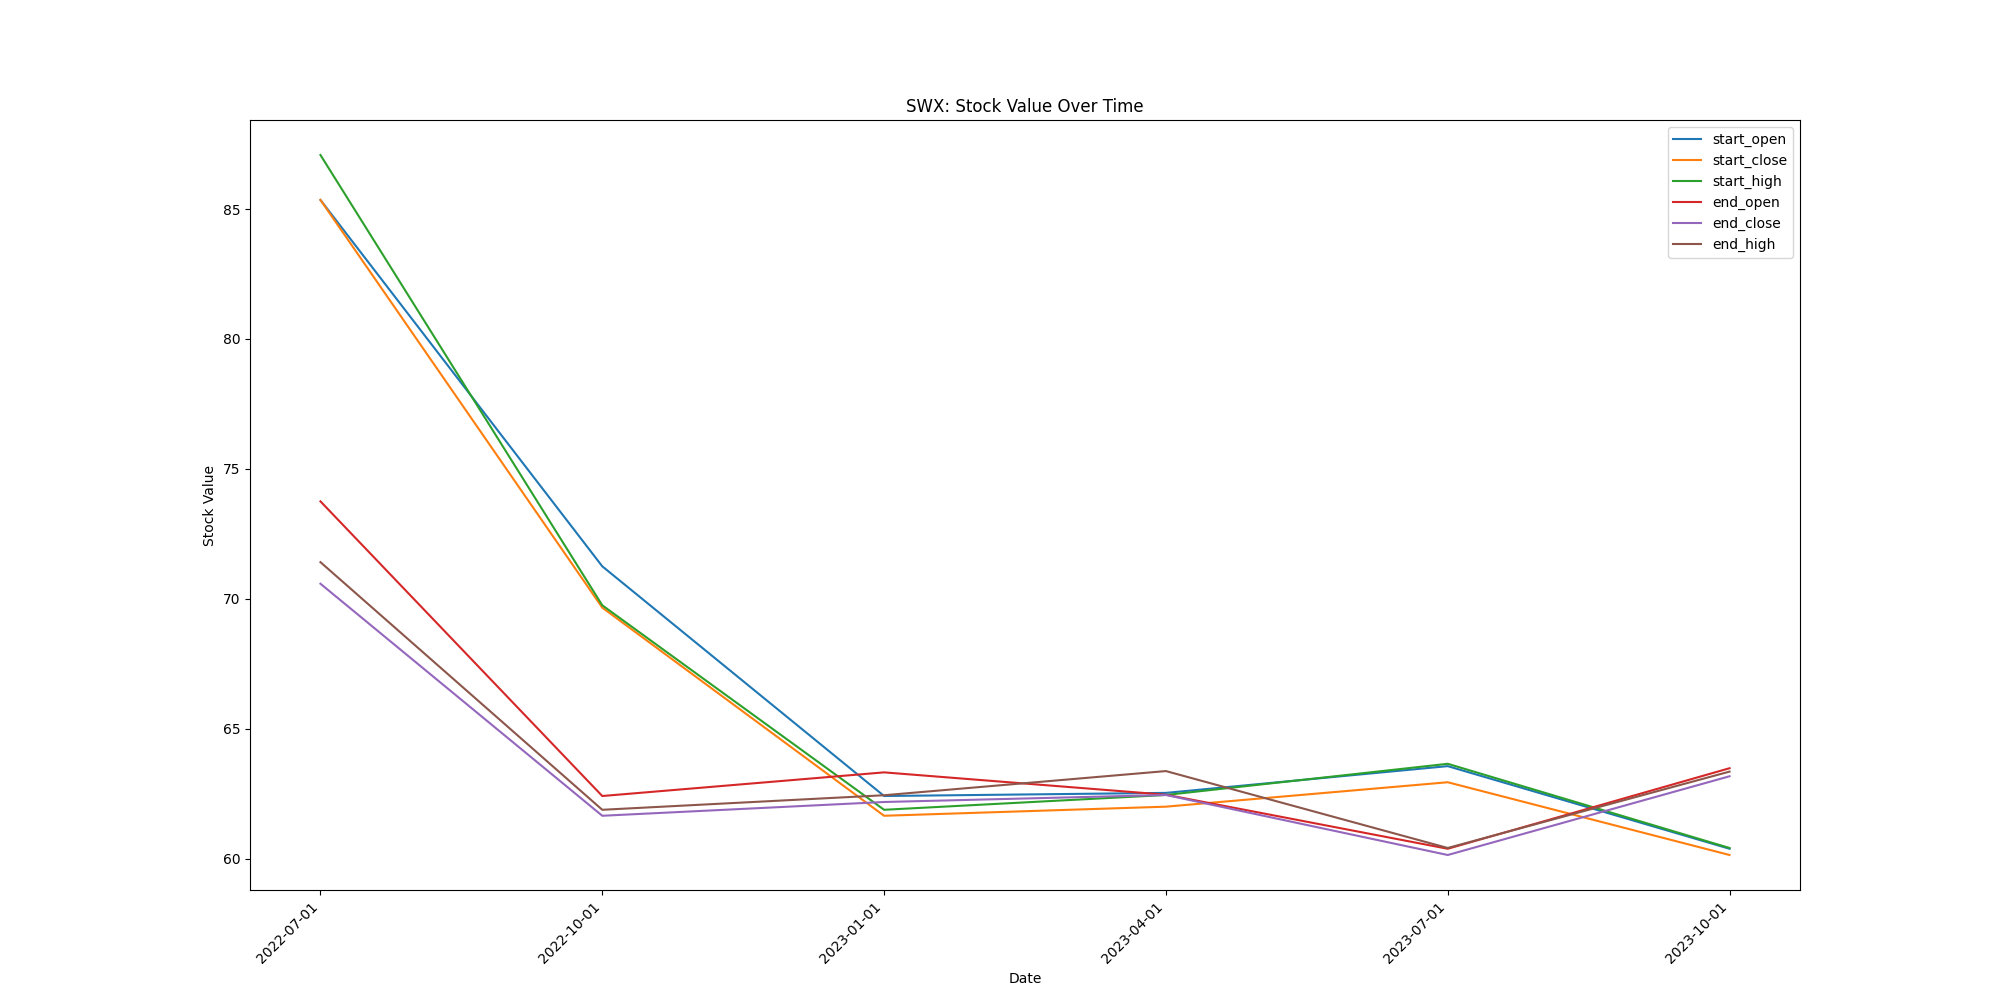 SWX: Stock Value Over Time
start_open
start_close
start_high
end_open
end_close
end_high
85
80
75
70
65
60
Stock Value
2022-07-01
2022-10-01
2023-01-01
2023-04-01
2023-07-01
2023-10-01
Date